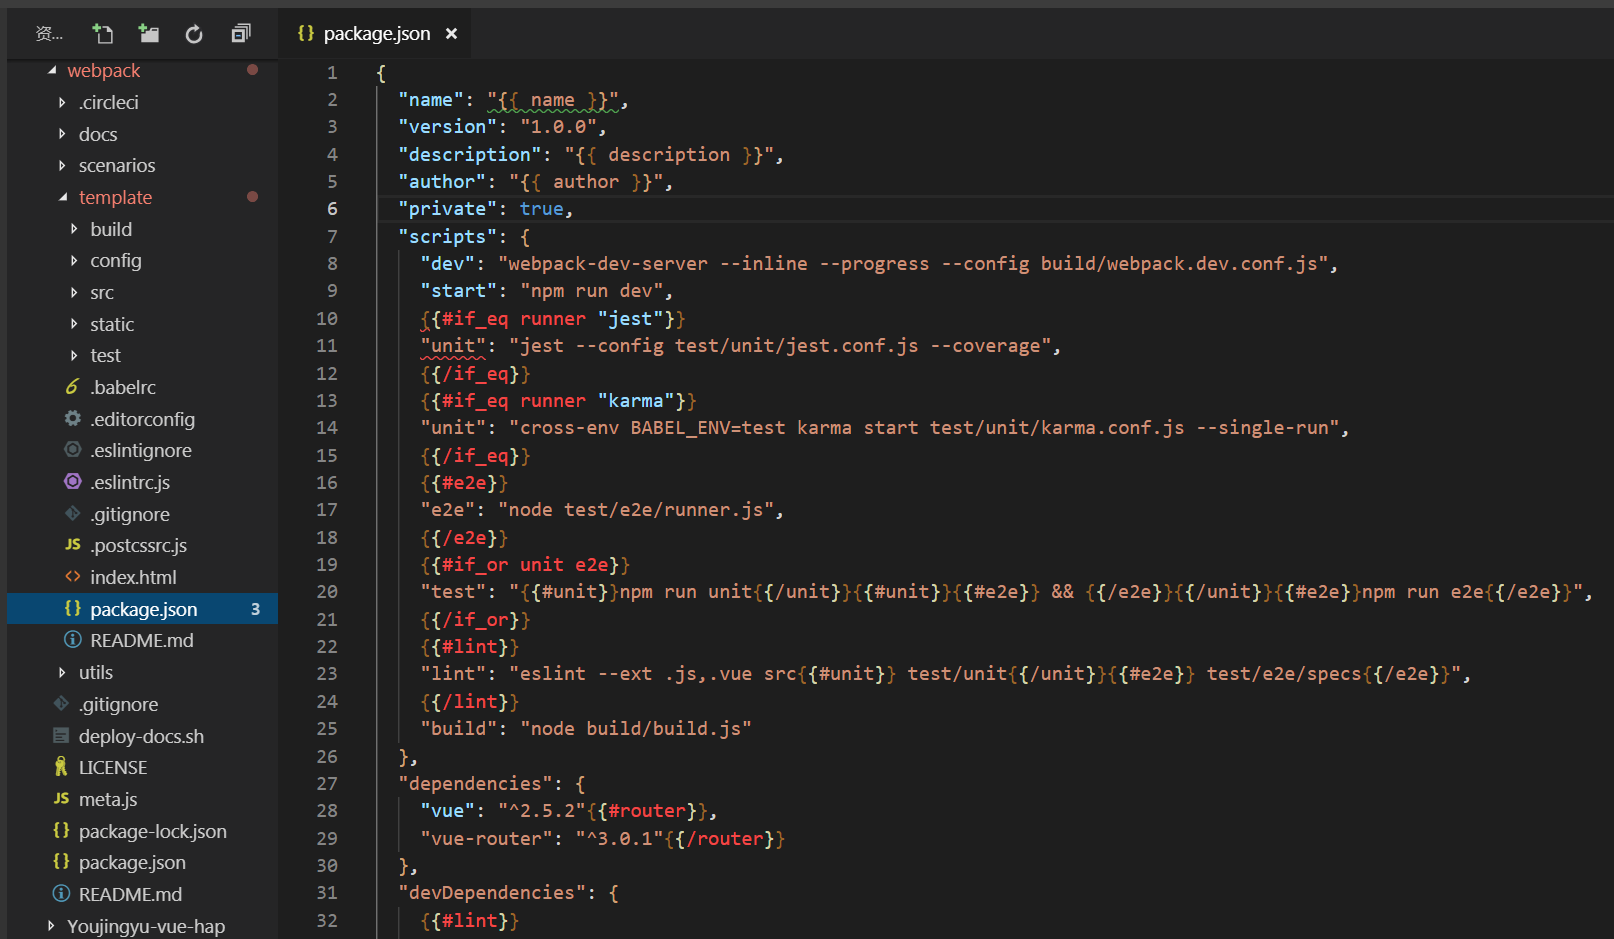 资...
package.json ×
webpack
.circleci
docs
scenarios
template
build
config
src
static
test
.babelrc
.editorconfig
.eslintignore
.eslintrc.js
.gitignore
JS .postcssrc.js
<> index.html
{} package.json 3
README.md
utils
.gitignore
deploy-docs.sh
LICENSE
JS meta.js
{} package-lock.json
{} package.json
README.md
Youjingyu-vue-hap
1 {
2 "name": "{{ name }}",
3 "version": "1.0.0",
4 "description": "{{ description }}",
5 "author": "{{ author }}",
6 "private": true,
7 "scripts": {
8 "dev": "webpack-dev-server --inline --progress --config build/webpack.dev.conf.js",
9 "start": "npm run dev",
10 {{#if_eq runner "jest"}}
11 "unit": "jest --config test/unit/jest.conf.js --coverage",
12 {{/if_eq}}
13 {{#if_eq runner "karma"}}
14 "unit": "cross-env BABEL_ENV=test karma start test/unit/karma.conf.js --single-run",
15 {{/if_eq}}
16 {{#e2e}}
17 "e2e": "node test/e2e/runner.js",
18 {{/e2e}}
19 {{#if_or unit e2e}}
20 "test": "{{#unit}}npm run unit{{/unit}}{{#unit}}{{#e2e}} && {{/e2e}}{{/unit}}{{#e2e}}npm run e2e{{/e2e}}",
21 {{/if_or}}
22 {{#lint}}
23 "lint": "eslint --ext .js,.vue src{{#unit}} test/unit{{/unit}}{{#e2e}} test/e2e/specs{{/e2e}}",
24 {{/lint}}
25 "build": "node build/build.js"
26 },
27 "dependencies": {
28 "vue": "^2.5.2"{{#router}},
29 "vue-router": "^3.0.1"{{/router}}
30 },
31 "devDependencies": {
32 {{#lint}}